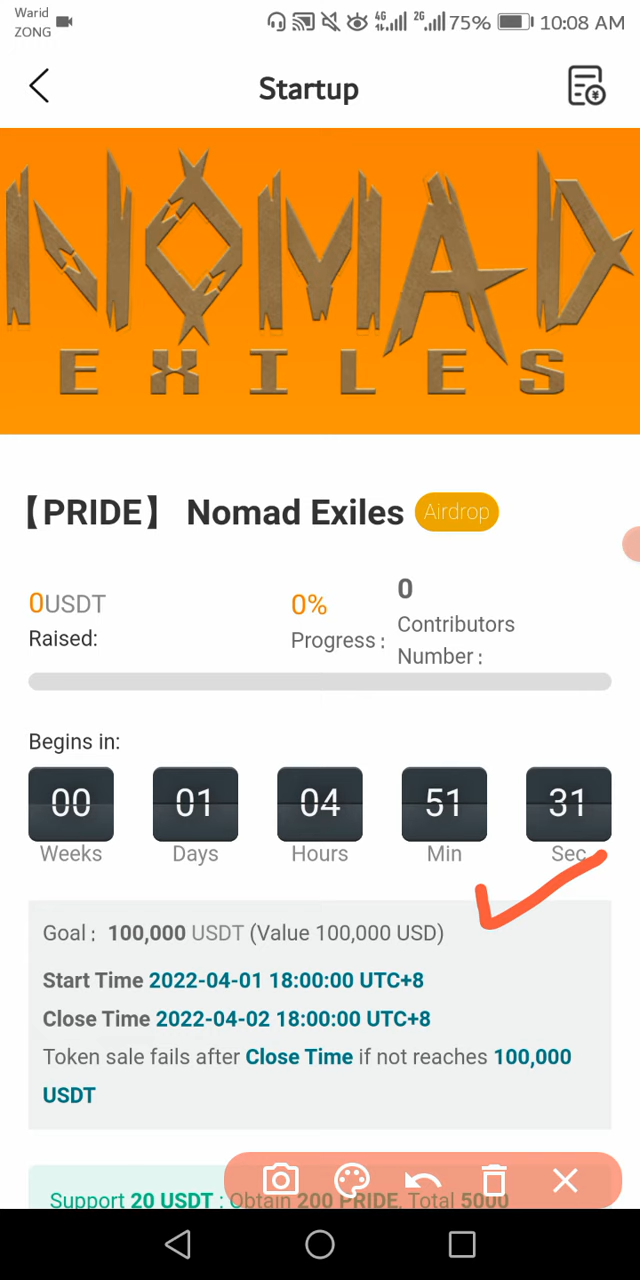 Warid
ZONG
4G
2G
75%
10:08 AM
Startup
NOMAD
EXILES
【PRIDE】 Nomad Exiles
Airdrop
0USDT
Raised:
0%
Progress :
0
Contributors
Number :
Begins in:
00 01 04 51 31
Weeks Days Hours Min Sec
Goal : 100,000 USDT (Value 100,000 USD)
Start Time 2022-04-01 18:00:00 UTC+8
Close Time 2022-04-02 18:00:00 UTC+8
Token sale fails after Close Time if not reaches 100,000
USDT
Support 20 USDT : Obtain 200 PRIDE. Total 5000